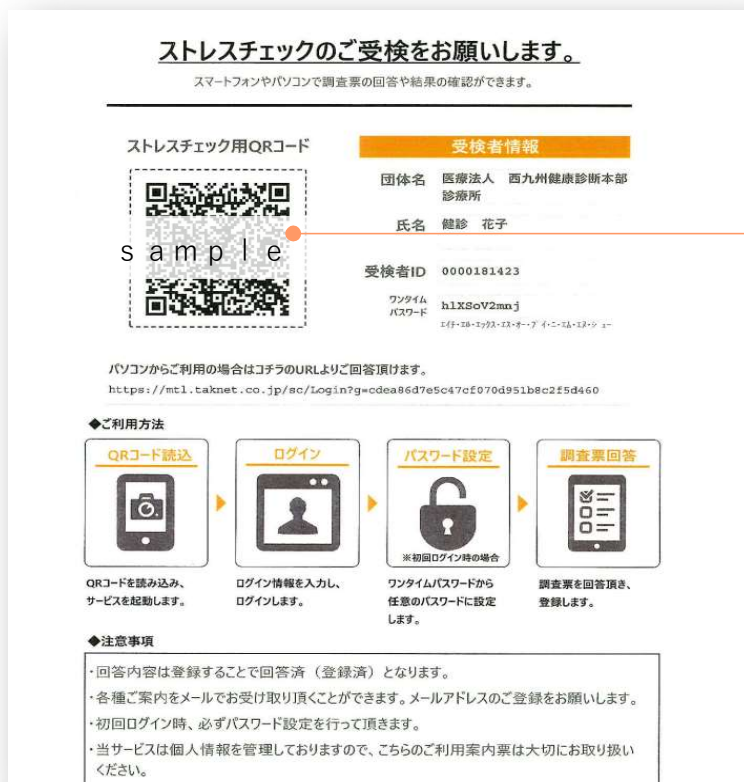 ストレスチェックのご受検をお願いします。
スマートフォンやパソコンで調査票の回答や結果の確認ができます。
ストレスチェック用QRコード
sample
受検者情報
団体名 医療法人 西九州健康診断本部
診療所
氏名 健診 花子
受検者ID 0000181423
ワンタイム
パスワード h1XSoV2mnj
パソコンからご利用の場合はコチラのURLよりご回答頂けます。
https://mtl.taknet.co.jp/sc/Login?g=cdea86d7e5c47cf070d951b8c2f5d460
◆ご利用方法
QRコード読込
ログイン
パスワード設定
調査票回答
※初回ログイン時の場合
QRコードを読み込み、
サービスを起動します。
ログイン情報を入力し、
ログインします。
ワンタイムパスワードから
任意のパスワードに設定
します。
調査票を回答頂き、
登録します。
◆注意事項
・回答内容は登録することで回答済(登録済)となります。
・各種ご案内をメールでお受け取り頂くことができます。メールアドレスのご登録をお願いします。
・初回ログイン時、必ずパスワード設定を行って頂きます。
・当サービスは個人情報を管理しておりますので、こちらのご利用案内票は大切にお取り扱い
ください。